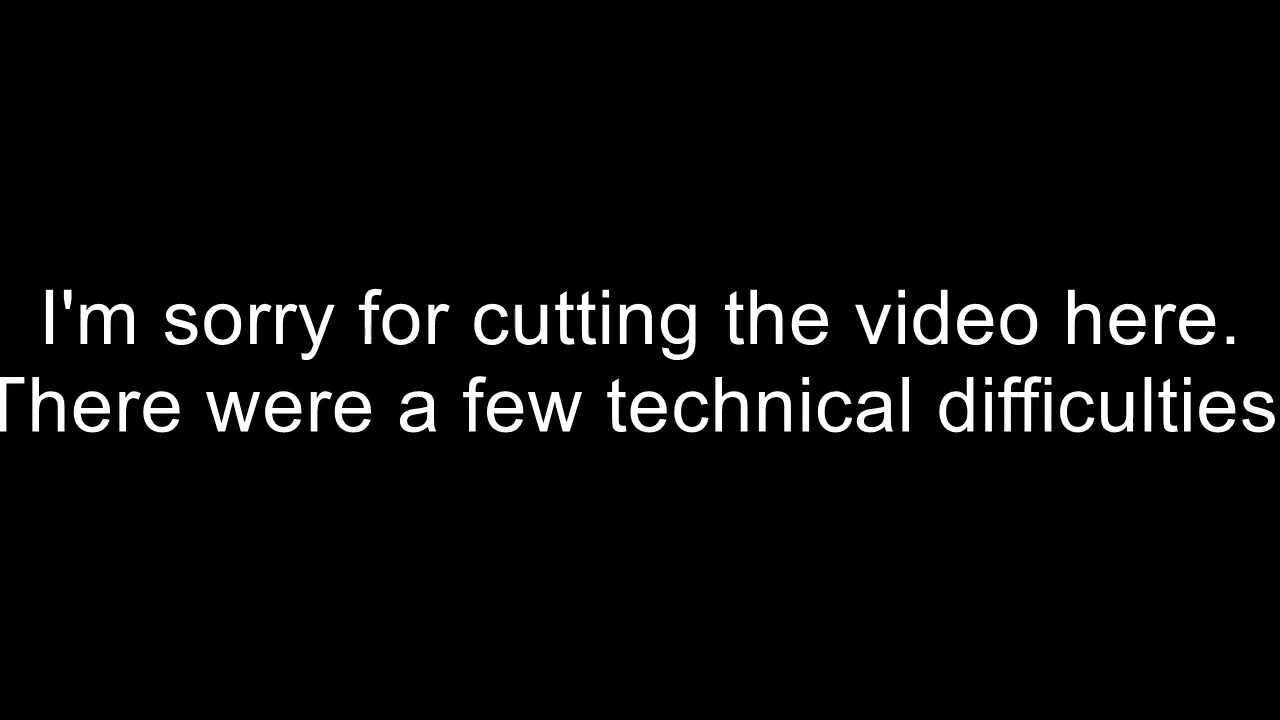 I'm sorry for cutting the video here.
There were a few technical difficulties